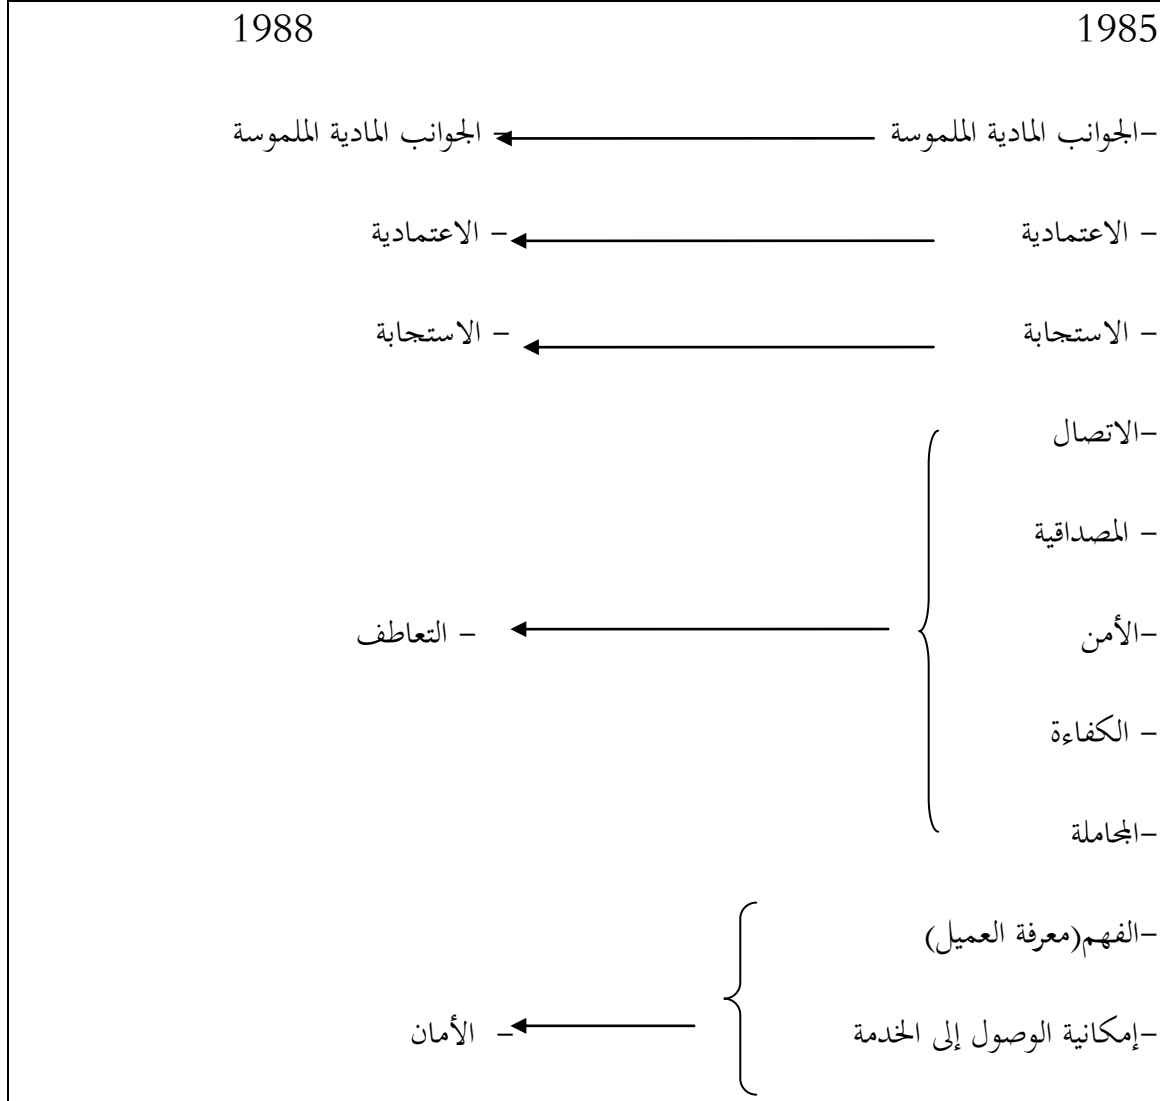 1985 1988
–الجوانب المادية الملموسة – الجوانب المادية الملموسة
– الاعتمادية – الاعتمادية
– الاستجابة – الاستجابة
–الاتصال
– المصداقية
–الأمن – التعاطف
– الكفاءة
–المجاملة
–الفهم(معرفة العميل)
–إمكانية الوصول إلى الخدمة – الأمان